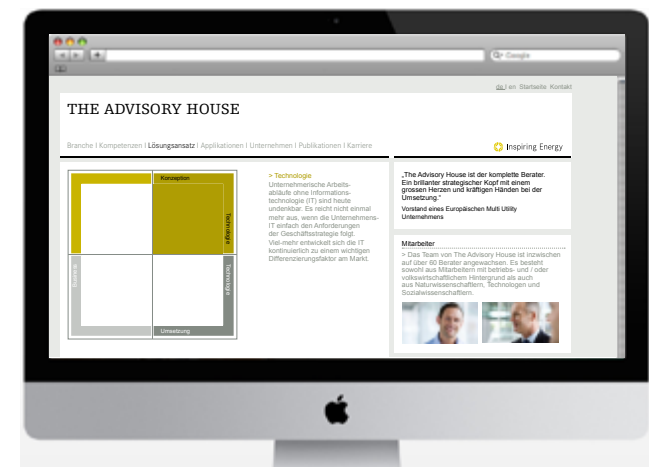 Google
de | en Startseite Kontakt
THE ADVISORY HOUSE
Branche | Kompetenzen | Lösungsansatz | Applikationen | Unternehmen | Publikationen | Karriere
Inspiring Energy
Konzeption
Technologie
Technologie
Umsetzung
> Technologie
Unternehmerische Arbeits-
abläufe ohne Informations-
technologie (IT) sind heute
undenkbar. Es reicht nicht einmal
mehr aus, wenn die Unternehmens-
IT einfach den Anforderungen
der Geschäftsstrategie folgt.
Viel-mehr entwickelt sich die IT
kontinuierlich zu einem wichtigen
Differenzierungsfaktor am Markt.
„The Advisory House ist der komplette Berater.
Ein brillanter strategischer Kopf mit einem
grossen Herzen und kräftigen Händen bei der
Umsetzung."
Vorstand eines Europäischen Multi Utility
Unternehmens
Mitarbeiter
> Das Team von The Advisory House ist inzwischen
auf über 60 Berater angewachsen. Es besteht
sowohl aus Mitarbeitern mit betriebs- und / oder
volkswirtschaftlichem Hintergrund als auch
aus Naturwissenschaftlern, Technologen und
Sozialwissenschaftlern.